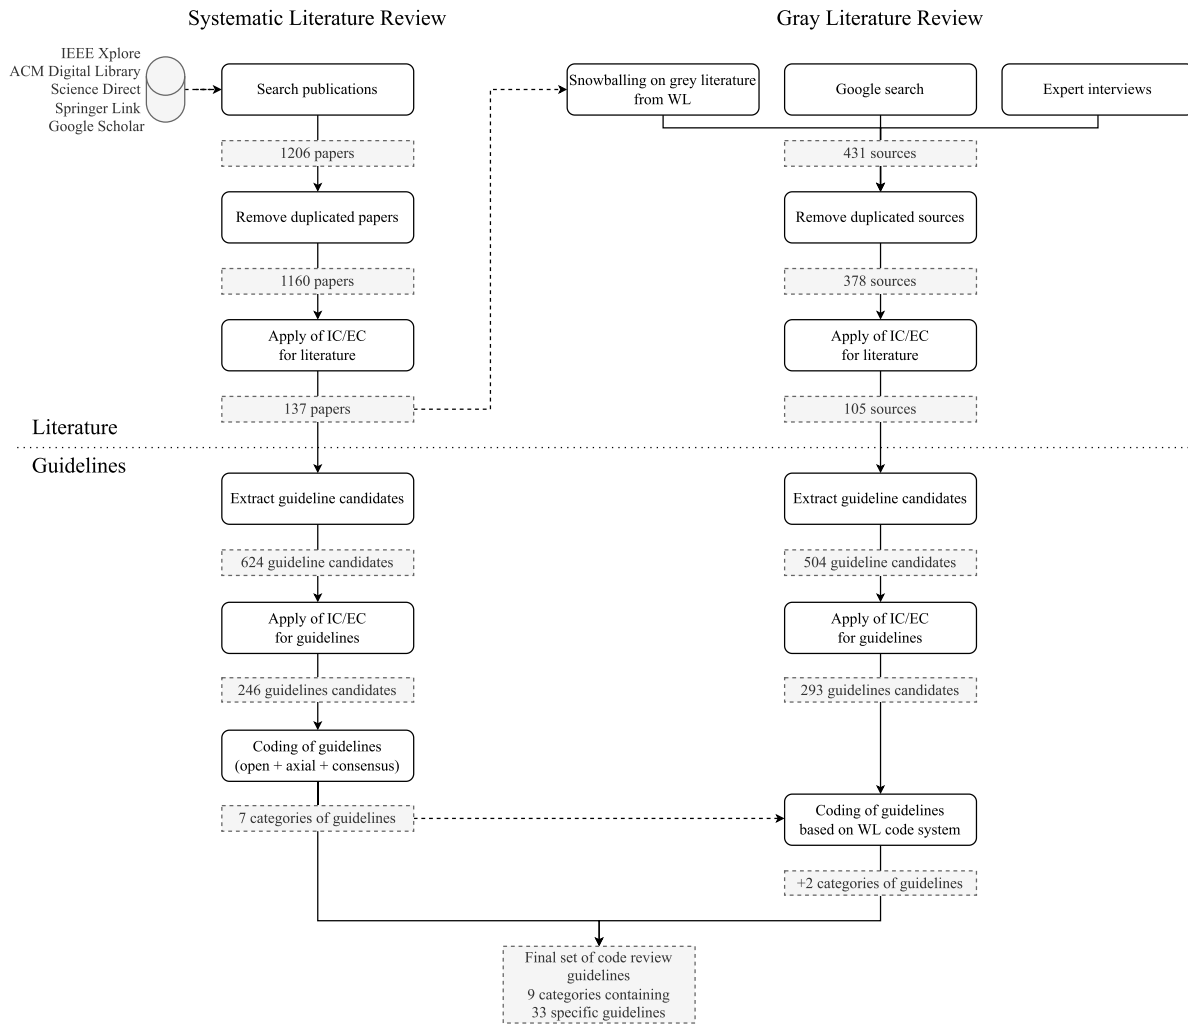 Systematic Literature Review
Gray Literature Review
IEEE Xplore
ACM Digital Library
Science Direct
Springer Link
Google Scholar
Search publications
Snowballing on grey literature
from WL
Google search
Expert interviews
1206 papers
431 sources
Remove duplicated papers
Remove duplicated sources
1160 papers
378 sources
Apply of IC/EC
for literature
Apply of IC/EC
for literature
137 papers
105 sources
Literature
Guidelines
Extract guideline candidates
Extract guideline candidates
624 guideline candidates
504 guideline candidates
Apply of IC/EC
for guidelines
Apply of IC/EC
for guidelines
246 guidelines candidates
293 guidelines candidates
Coding of guidelines
(open + axial + consensus)
7 categories of guidelines
Coding of guidelines
based on WL code system
+2 categories of guidelines
Final set of code review
guidelines
9 categories containing
33 specific guidelines